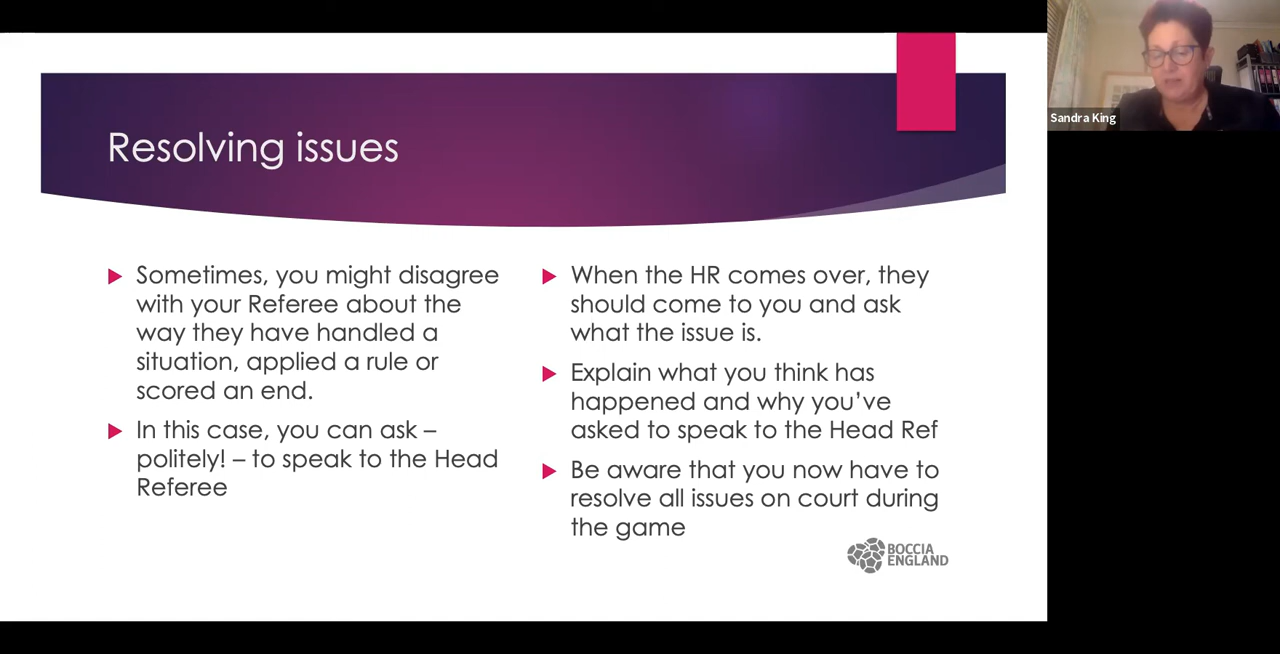 Resolving issues
Sometimes, you might disagree
with your Referee about the
way they have handled a
situation, applied a rule or
scored an end.
In this case, you can ask –
politely! – to speak to the Head
Referee
When the HR comes over, they
should come to you and ask
what the issue is.
Explain what you think has
happened and why you’ve
asked to speak to the Head Ref
Be aware that you now have to
resolve all issues on court during
the game
BOCCIA
ENGLAND
Sandra King